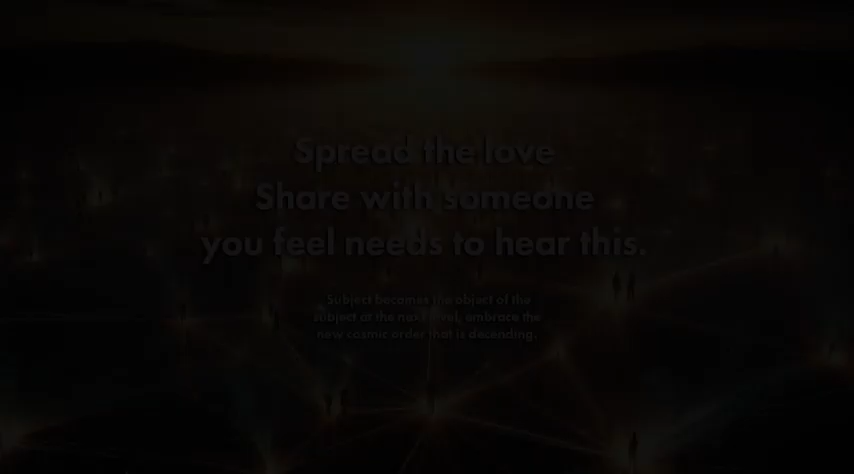 Spread the love
Share with someone
you feel needs to hear this.
Subject becomes the object of the
subject at the next level, embrace the
new cosmic order that is decending.